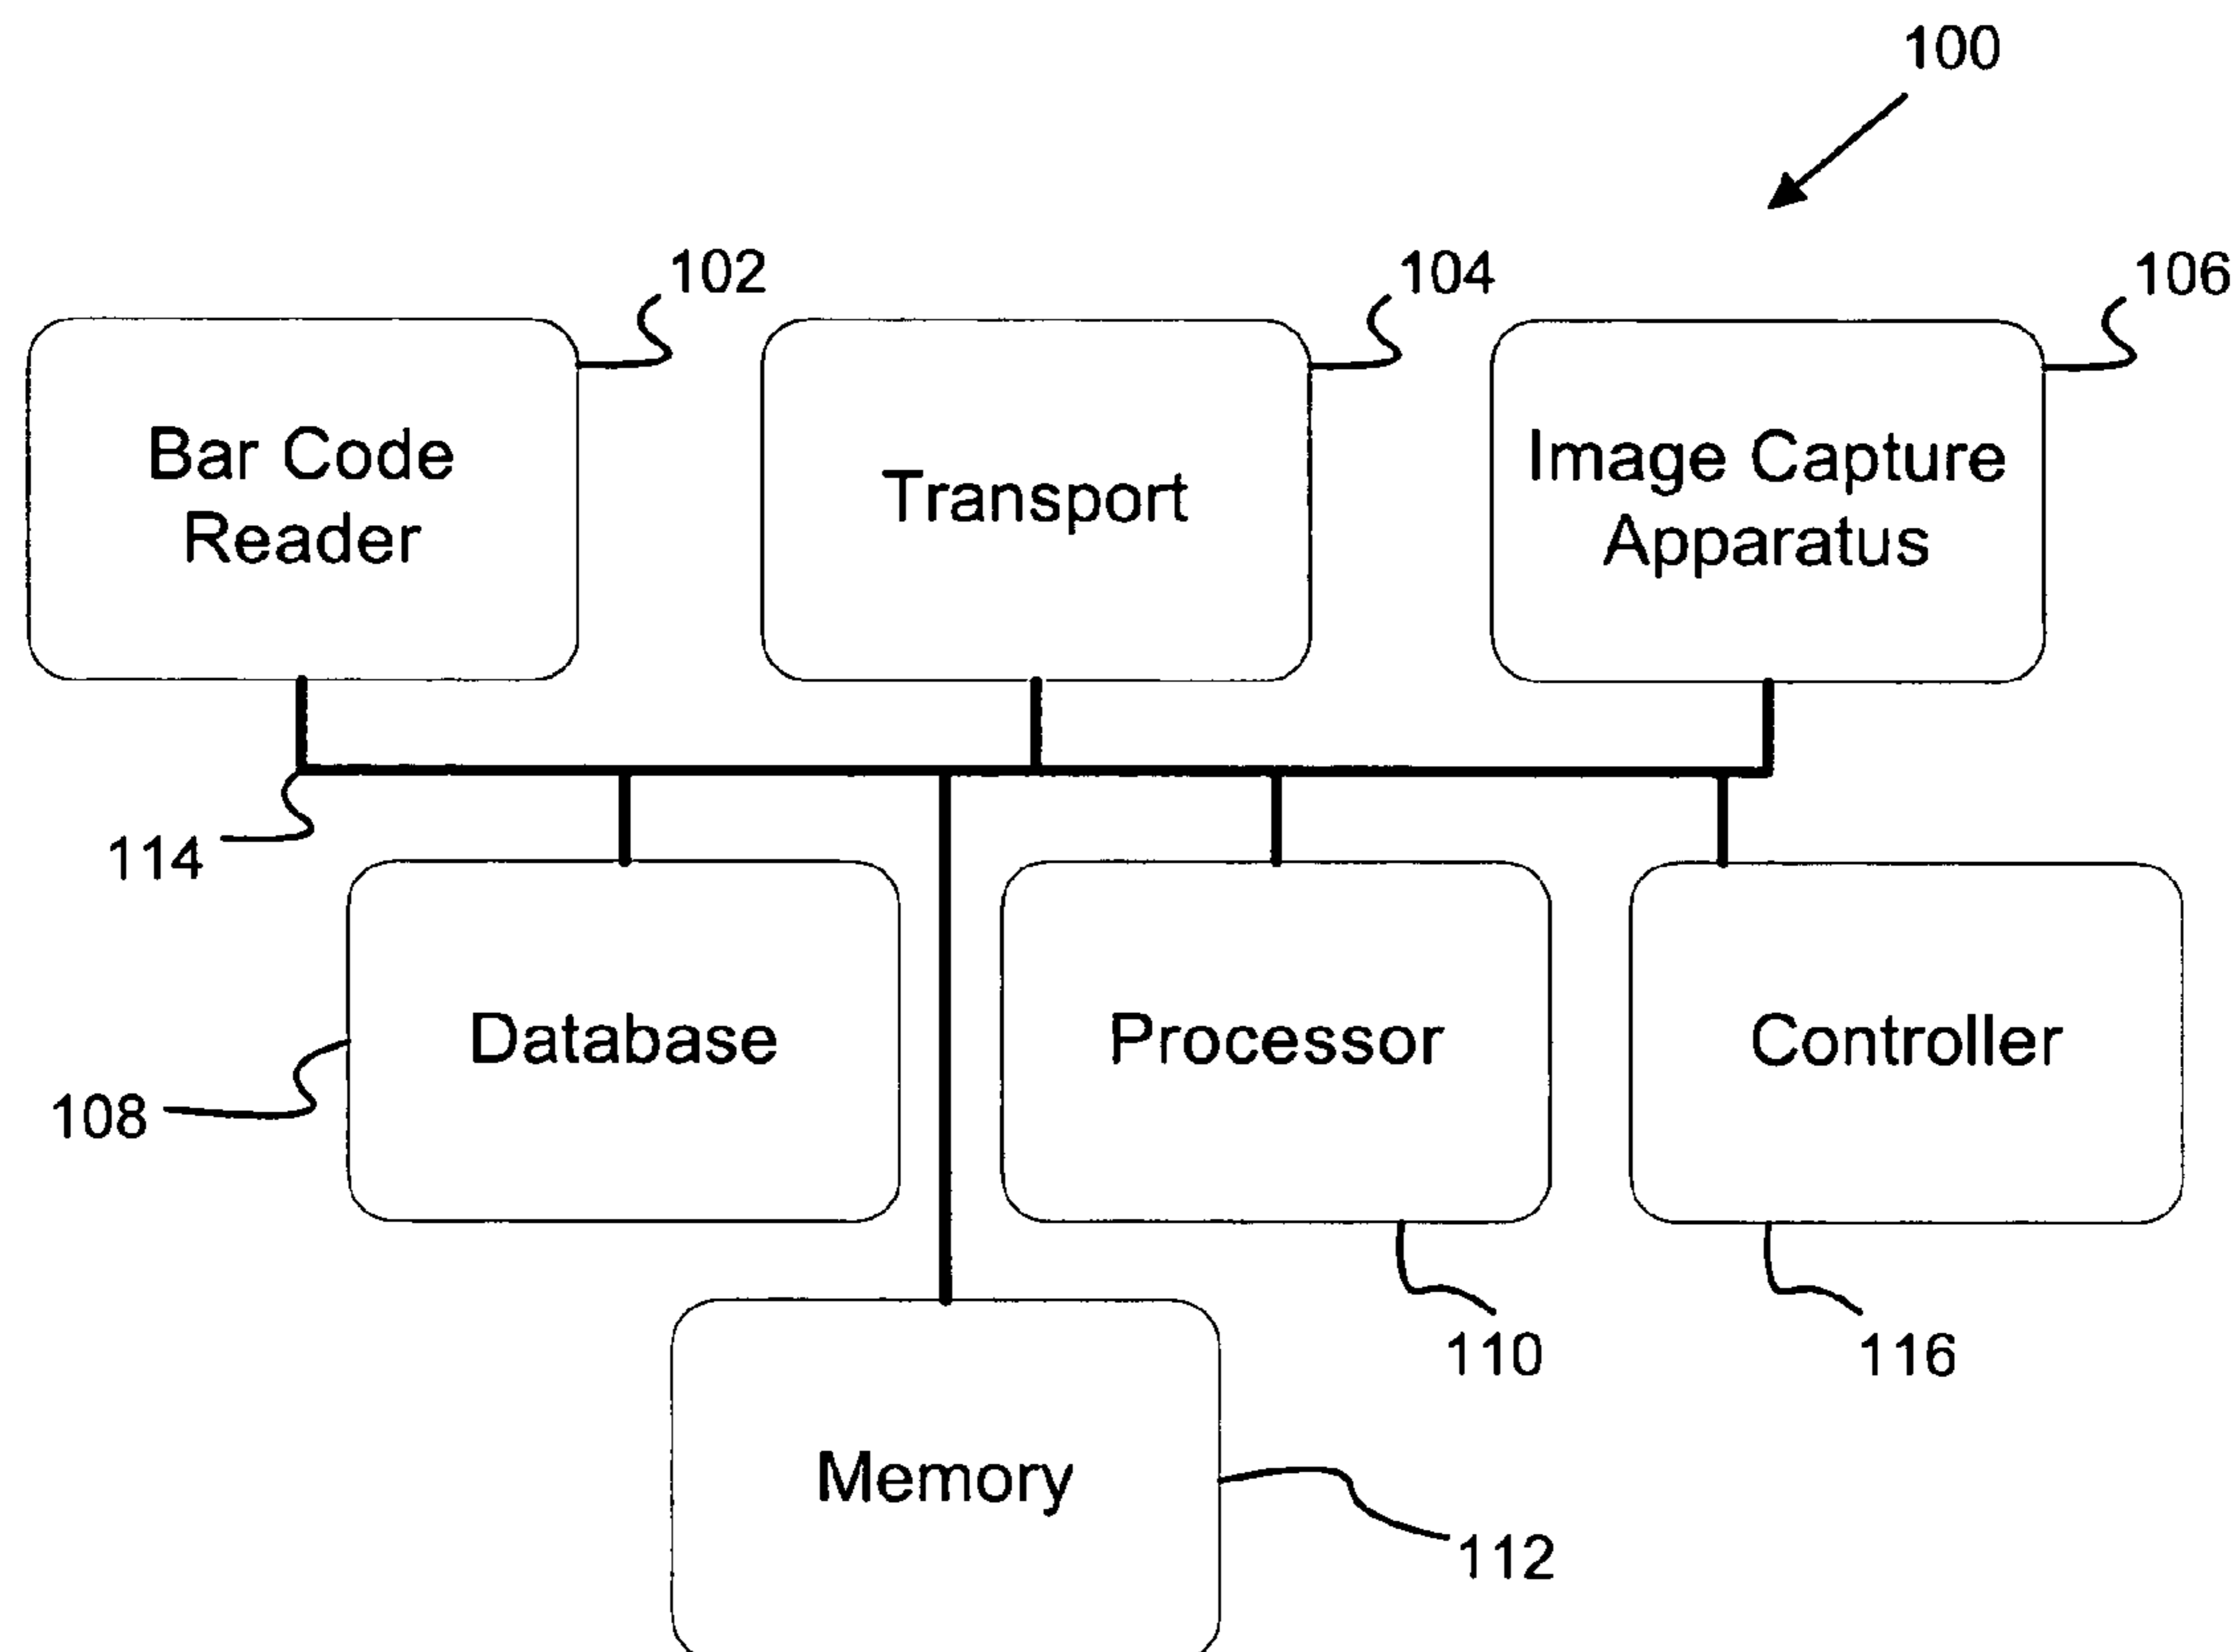 100
102
104
106
Bar Code
Reader
Transport
Image Capture
Apparatus
114
Database
Processor
Controller
108
110
116
Memory
112